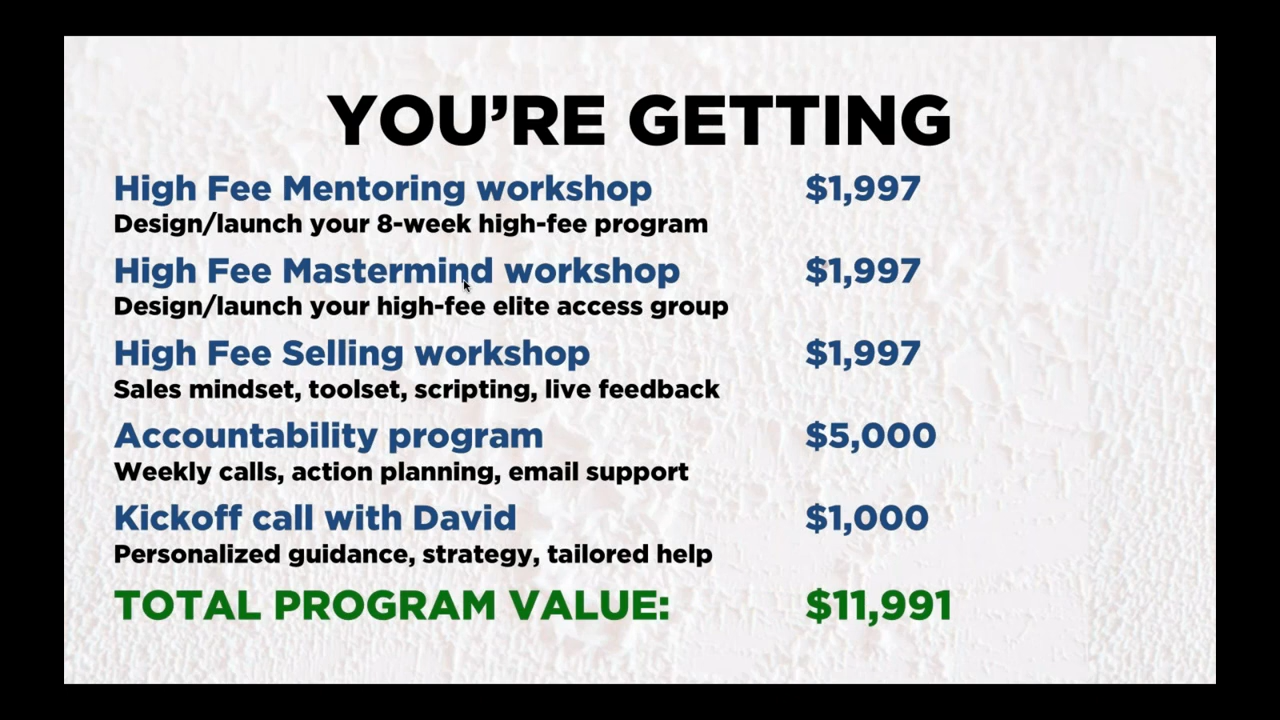 YOU’RE GETTING
High Fee Mentoring workshop $1,997
Design/launch your 8-week high-fee program
High Fee Mastermind workshop $1,997
Design/launch your high-fee elite access group
High Fee Selling workshop $1,997
Sales mindset, toolset, scripting, live feedback
Accountability program $5,000
Weekly calls, action planning, email support
Kickoff call with David $1,000
Personalized guidance, strategy, tailored help
TOTAL PROGRAM VALUE: $11,991